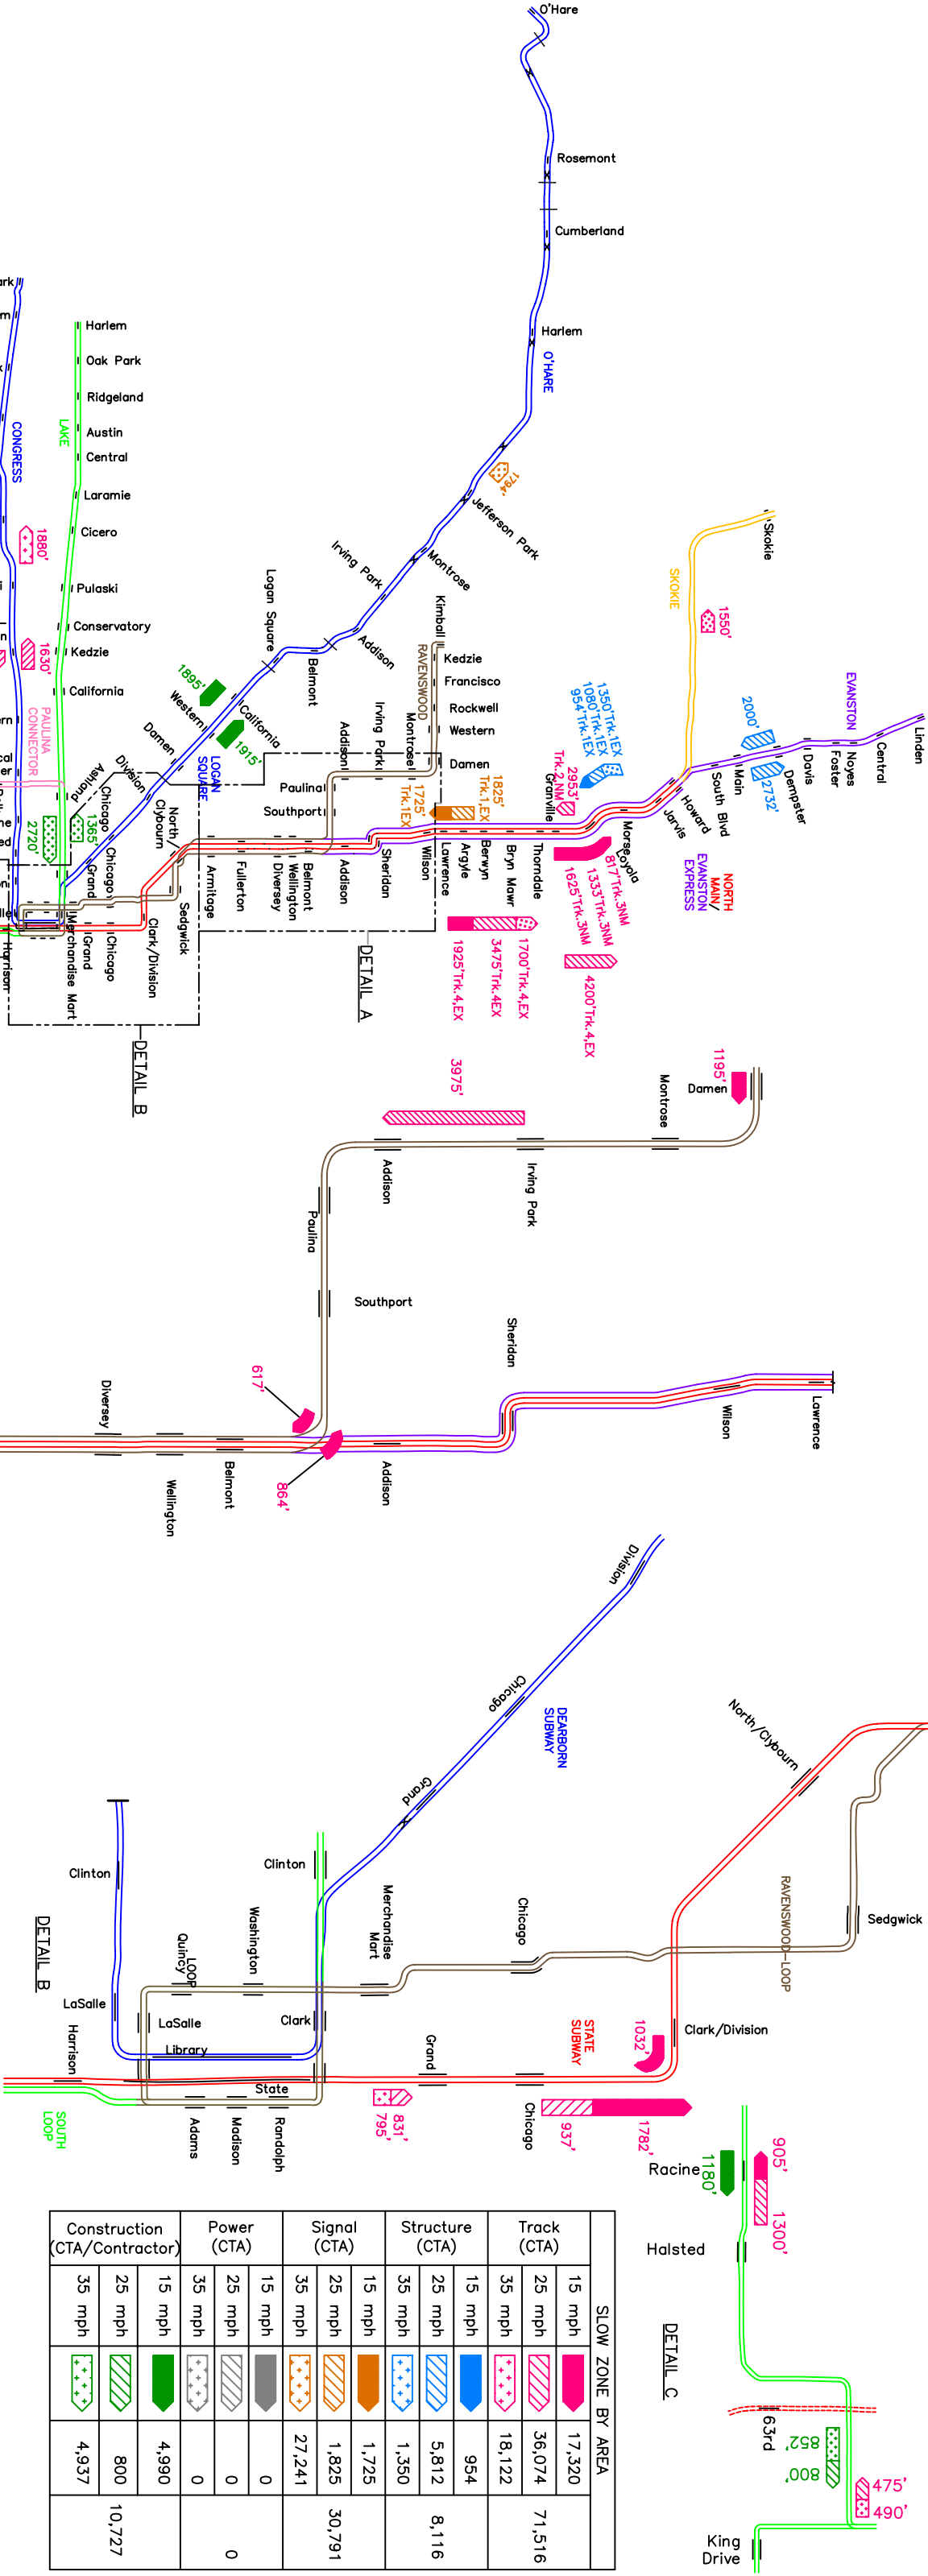 O'Hare
Rosemont
Cumberland
Harlem
O'HARE
1794'
Jefferson Park
Montrose
Irving Park
Addison
Belmont
Logan Square
1895'
California
1915'
Western
LOGAN
SQUARE
Damen
Division
Chicago
Grand
Harlem
Oak Park
Ridgeland
Austin
Central
LAKE
Laramie
Cicero
Pulaski
Conservatory
Kedzie
California
Ashland
PAULINA
CONNECTOR
CONGRESS
1880'
1630'
1365'
2720'
Kimball
Kedzie
Francisco
Rockwell
Western
Damen
RAVENSWOOD
Montrose
Irving Park
Addison
Paulina
Southport
Belmont
Wellington
Diversey
Fullerton
Armitage
North
Clybourn
Sedgwick
Clark/Division
Chicago
Chicago
Grand
Merchandise Mart
Harrison
Skokie
SKOKIE
1550'
Linden
Central
Noyes
Foster
Davis
Dempster
Main
South Blvd
Howard
Jarvis
EVANSTON
2000'
2732'
NORTH
MAIN/
EVANSTON
EXPRESS
Morse
Loyola
Granville
Thorndale
Bryn Mawr
Berwyn
Argyle
Lawrence
Wilson
Sheridan
Addison
1350'Trk.1EX
1080'Trk.1EX
954'Trk.1EX
2953'
Trk.2,NM
1825'
Trk.1,EX
1725'
Trk.1EX
817'Trk.3NM
1333'Trk.3NM
1625'Trk.3NM
4200'Trk.4,EX
1700'Trk.4,EX
3475'Trk.4EX
1925'Trk.4,EX
DETAIL A
DETAIL B
1195'
Damen
Montrose
Irving Park
3975'
Addison
Paulina
Southport
617'
864'
Lawrence
Wilson
Sheridan
Addison
Belmont
Wellington
Diversey
Division
Chicago
Grand
DEARBORN
SUBWAY
Clinton
Clinton
North/Clybourn
Sedgwick
RAVENSWOOD-LOOP
Clark/Division
STATE
SUBWAY
1032'
1782'
937'
Chicago
Chicago
Merchandise
Mart
Grand
831'
795'
Washington
LOOP
Quincy
Clark
LaSalle
LaSalle
Library
State
Randolph
Madison
Adams
Harrison
SOUTH
LOOP
DETAIL B
905'
1300'
Racine
1180'
Halsted
DETAIL C
63rd
852'
800'
475'
490'
King
Drive
SLOW ZONE BY AREA
Track
(CTA)
15 mph 17,320
25 mph 36,074
35 mph 18,122
71,516
Structure
(CTA)
15 mph 954
25 mph 5,812
35 mph 1,350
8,116
Signal
(CTA)
15 mph 1,725
25 mph 1,825
35 mph 27,241
30,791
Power
(CTA)
15 mph 0
25 mph 0
35 mph 0
0
Construction
(CTA/Contractor)
15 mph 4,990
25 mph 800
35 mph 4,937
10,727